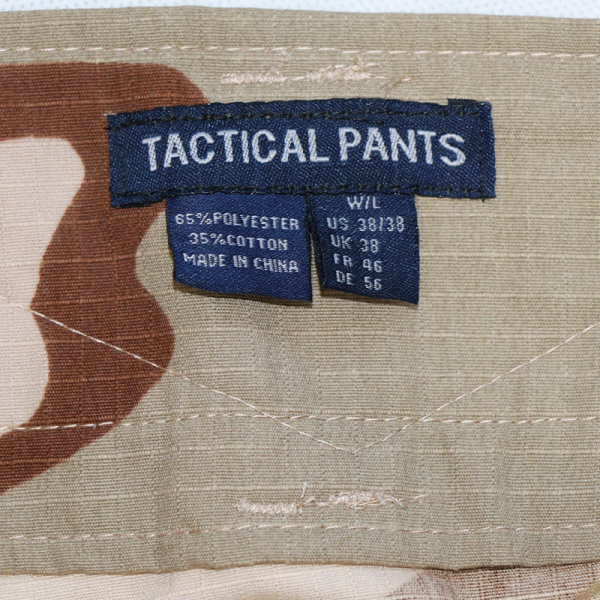 TACTICAL PANTS
65%POLYESTER
35%COTTON
MADE IN CHINA
W/L
US 38/38
UK 38
FR 46
DE 56